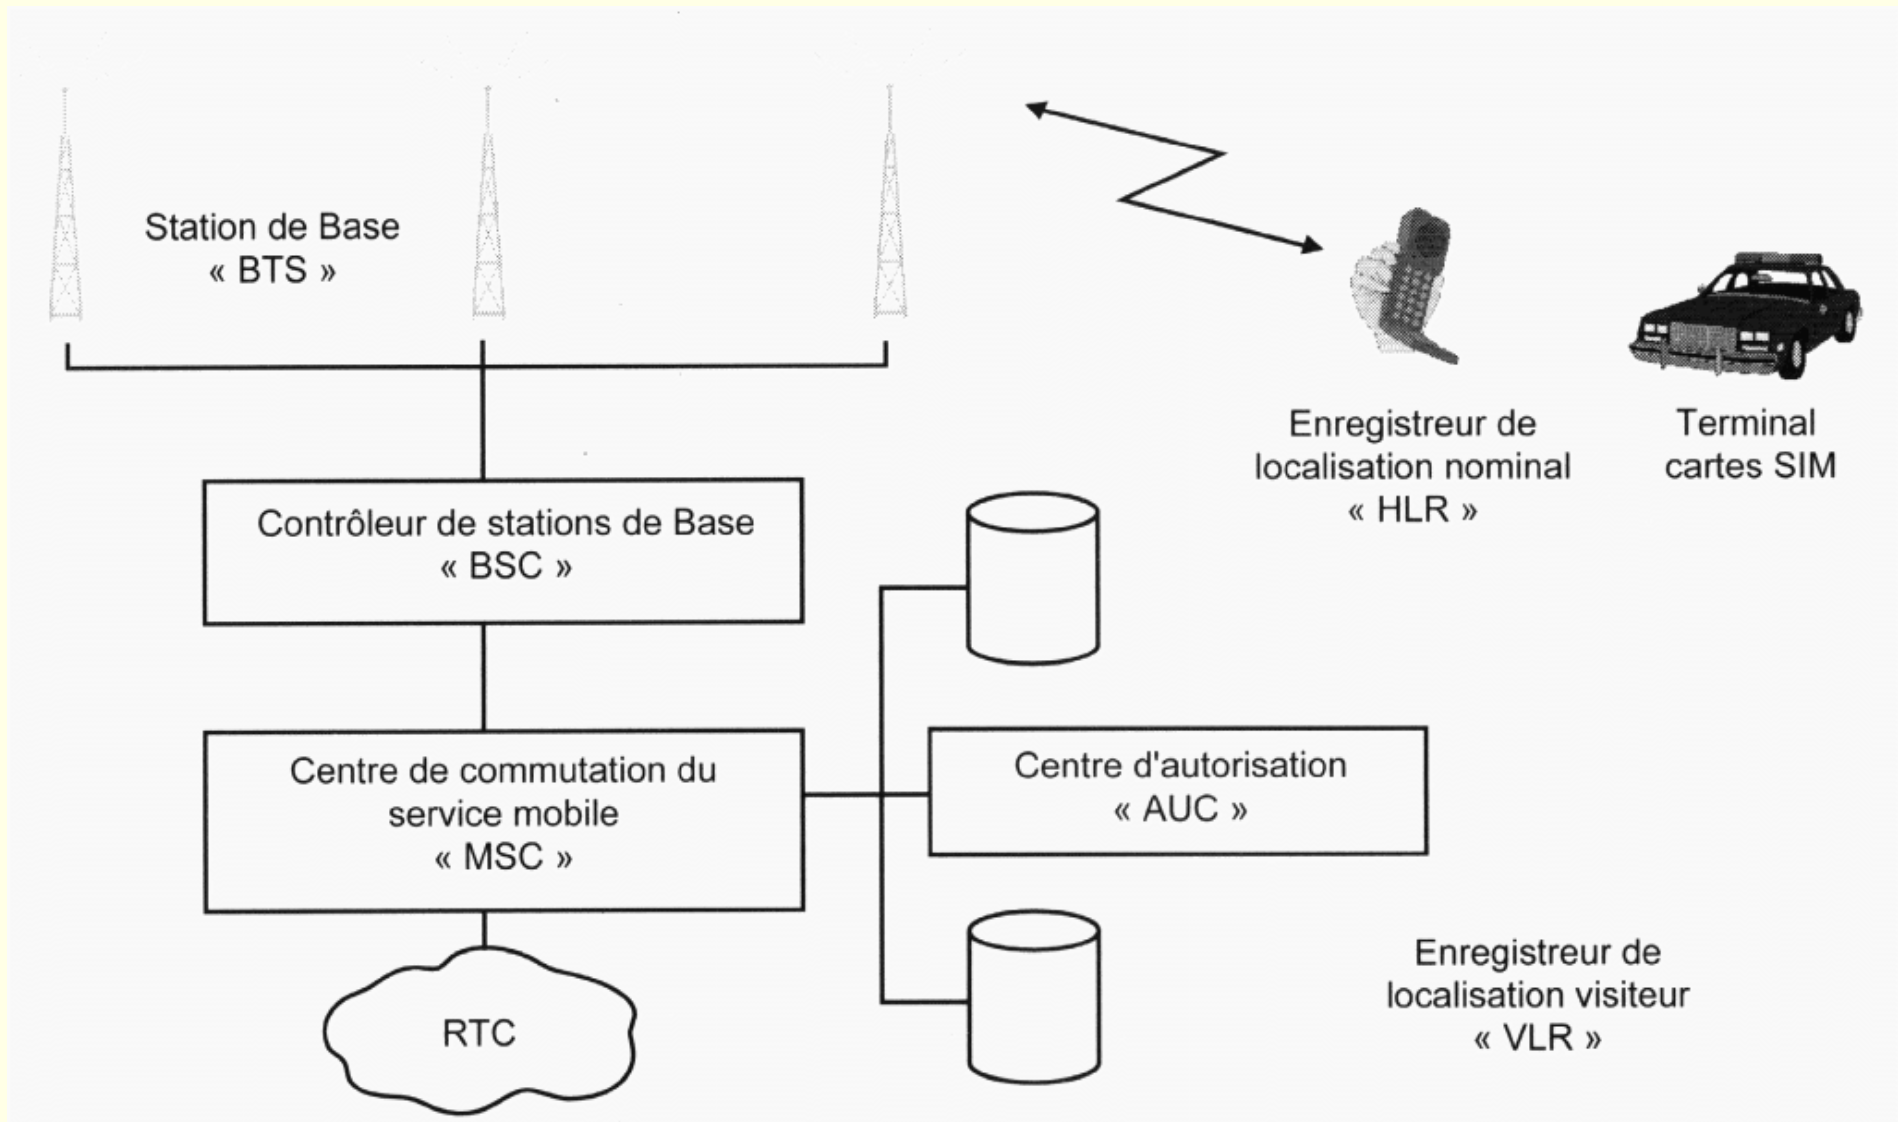 Station de Base
« BTS »
Enregistreur de
localisation nominal
« HLR »
Terminal
cartes SIM
Contrôleur de stations de Base
« BSC »
Centre de commutation du
service mobile
« MSC »
Centre d'autorisation
« AUC »
Enregistreur de
localisation visiteur
« VLR »
RTC